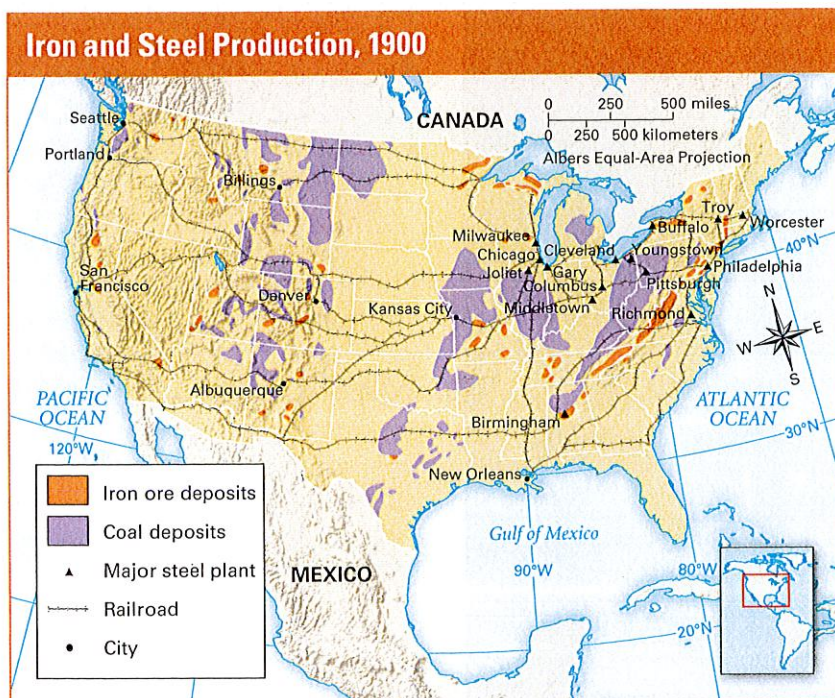 Iron and Steel Production, 1900
CANADA
0 250 500 miles
0 250 500 kilometers
Albers Equal-Area Projection
Seattle
Portland
Billings
Troy
Milwaukee
Buffalo
Worcester
Chicago
Cleveland
Youngstown
40°N
Joliet
Gary
Philadelphia
San
Francisco
Denver
Columbus
Pittsburgh
Kansas City
Middletown
Richmond
N
W
E
S
Albuquerque
PACIFIC
OCEAN
ATLANTIC
OCEAN
Birmingham
120°W
30°N
New Orleans
Iron ore deposits
Coal deposits
Major steel plant
Railroad
City
Gulf of Mexico
MEXICO
90°W
80°W
20°N